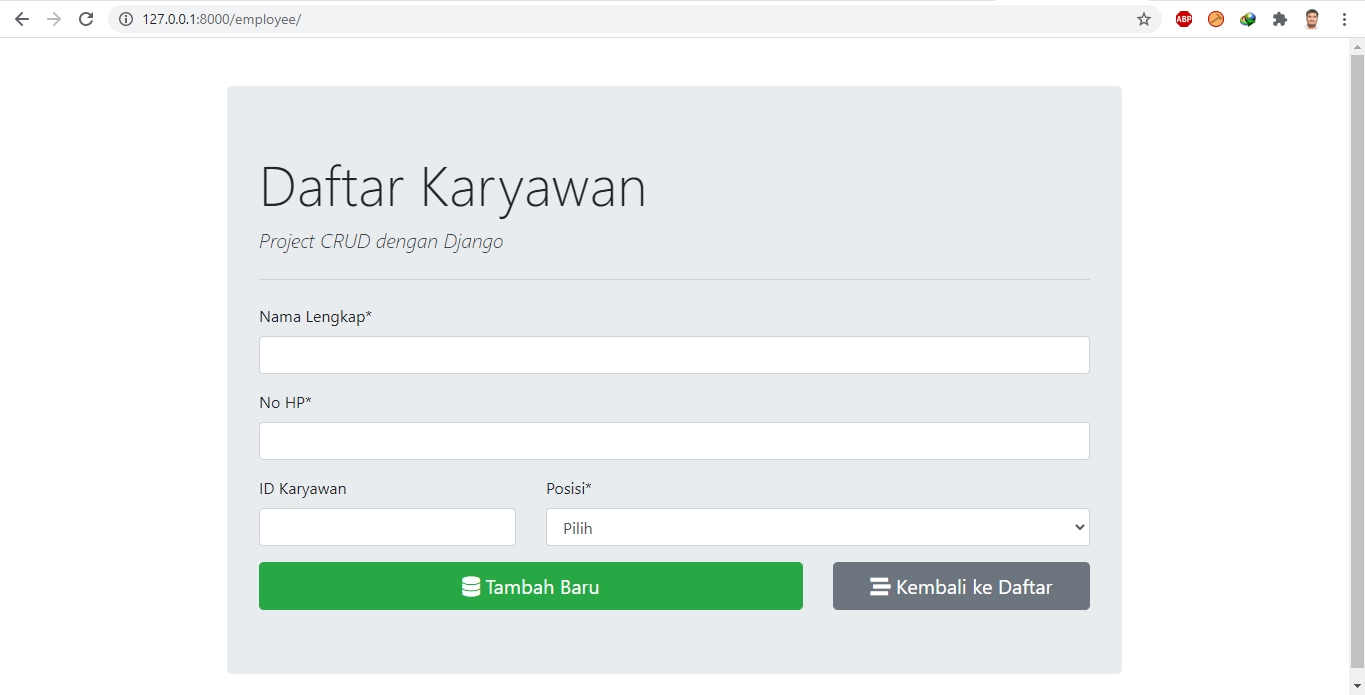 127.0.0.1:8000/employee/
ABP
Daftar Karyawan
Project CRUD dengan Django
Nama Lengkap*
No HP*
ID Karyawan Posisi*
Pilih
Tambah Baru Kembali ke Daftar